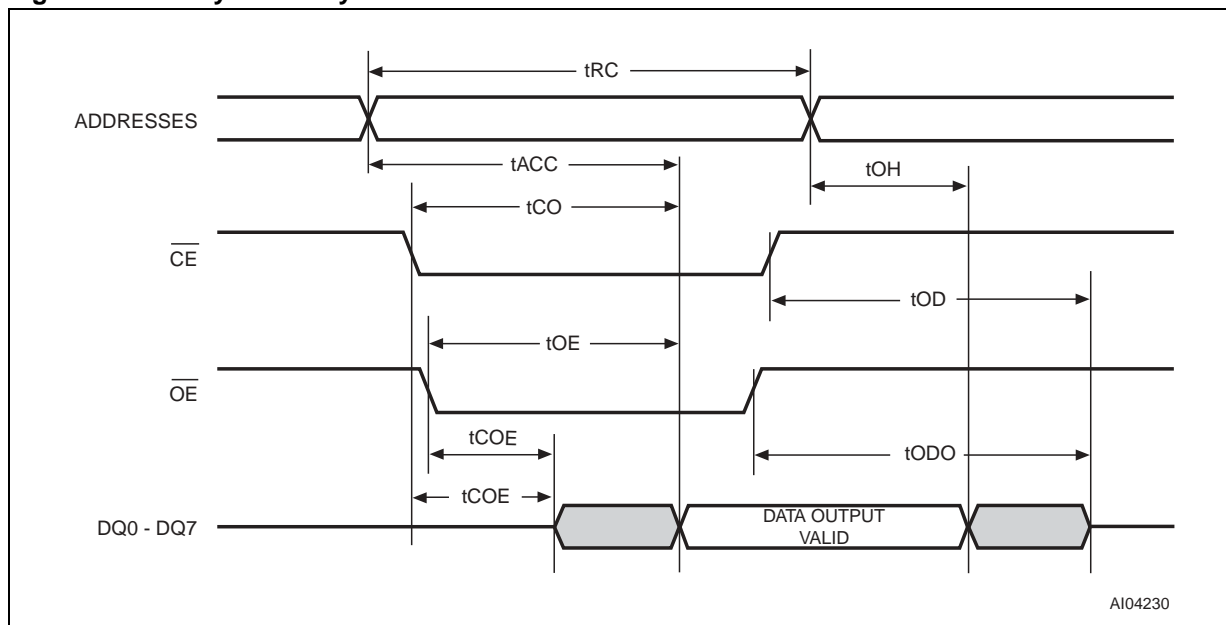 tRC
ADDRESSES
tACC
tOH
tCO
CE
tOD
tOE
OE
tCOE
tODO
tCOE
DQ0 - DQ7
DATA OUTPUT
VALID
AI04230